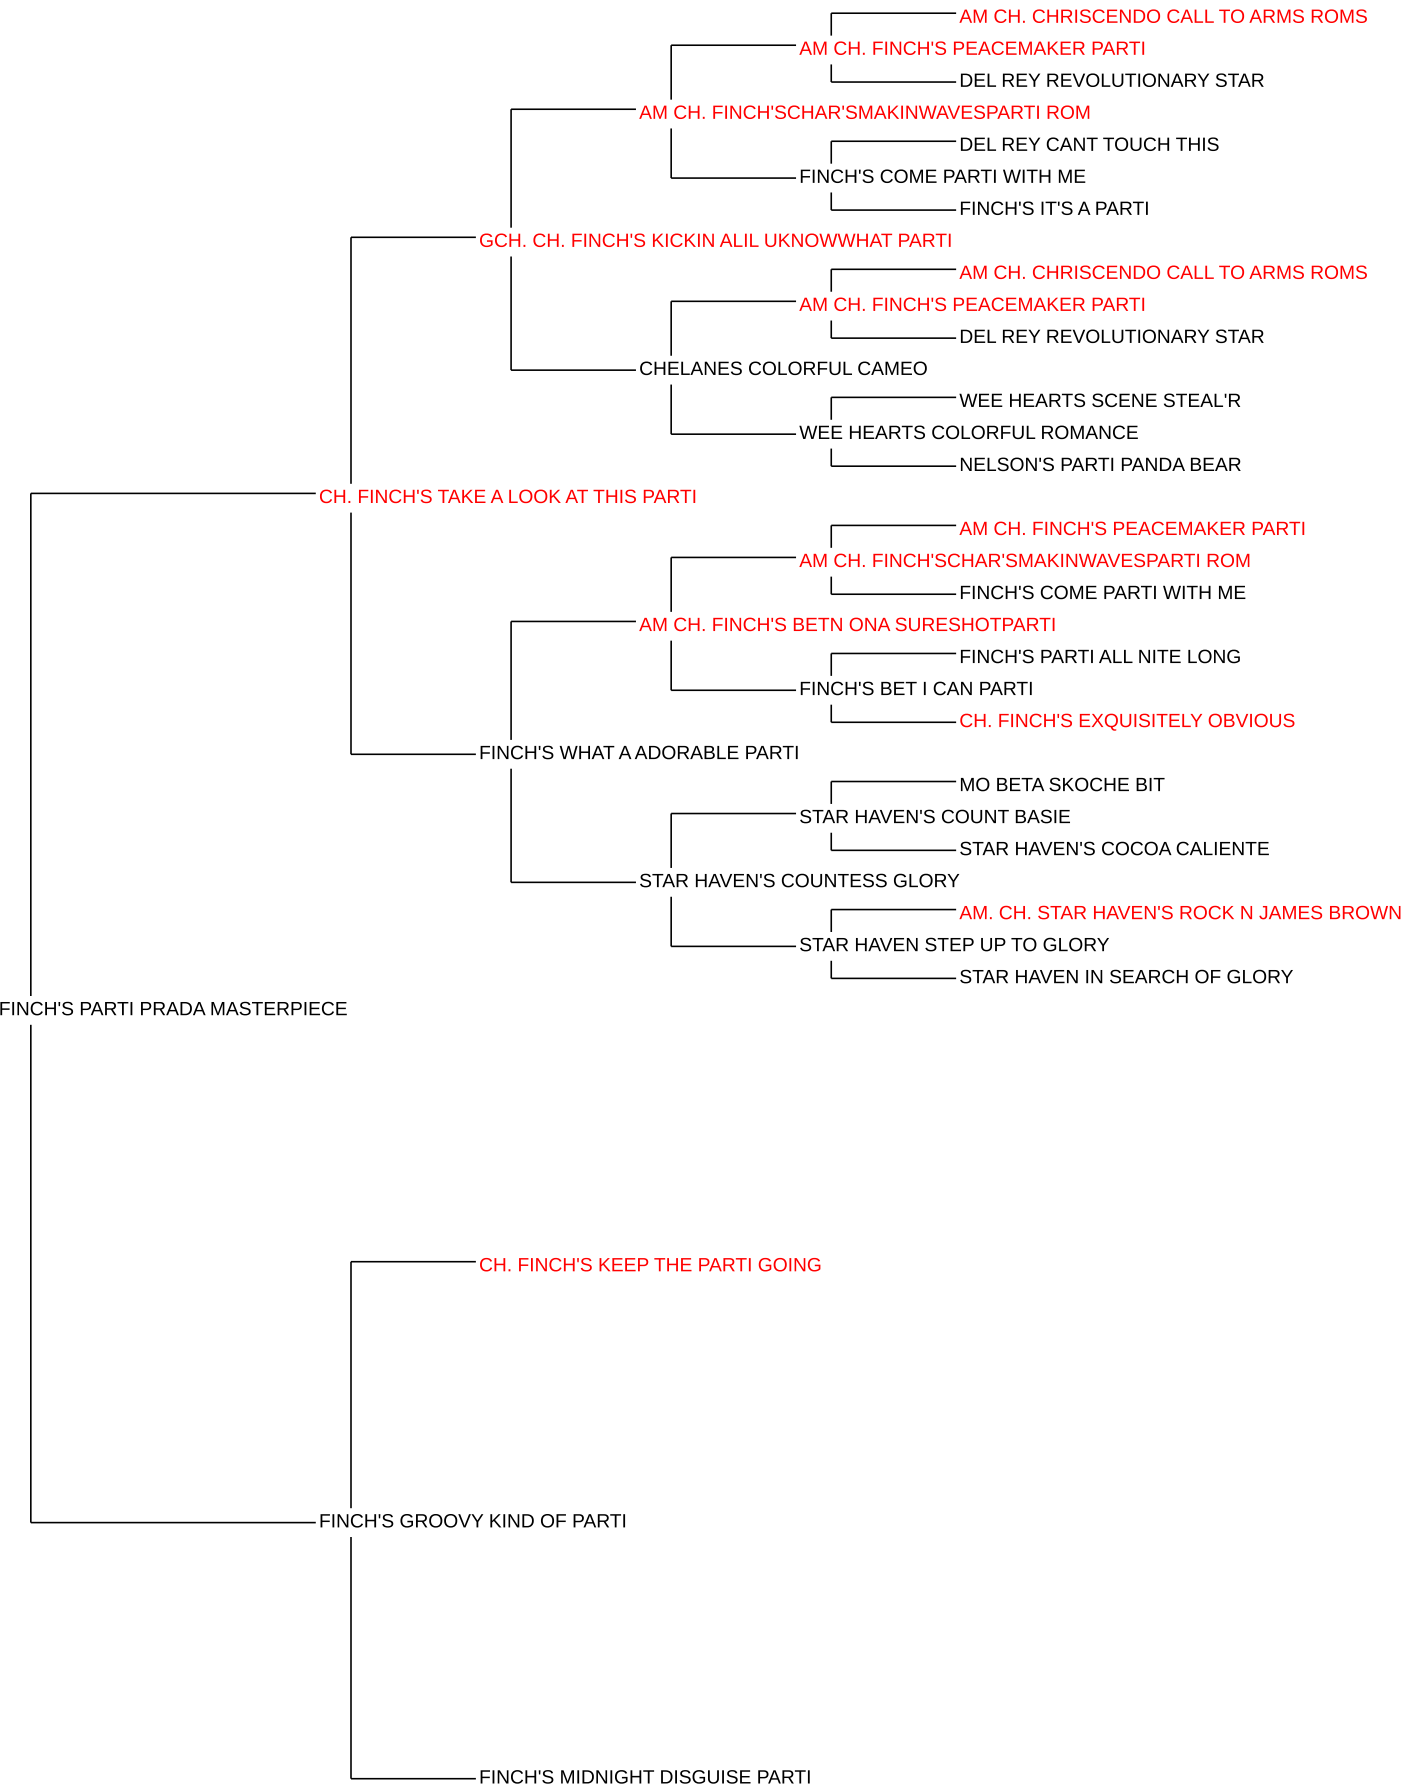 AM CH. CHRISCENDO CALL TO ARMS ROMS
AM CH. FINCH'S PEACEMAKER PARTI
DEL REY REVOLUTIONARY STAR
AM CH. FINCH'SCHAR'SMAKINWAVESPARTI ROM
DEL REY CANT TOUCH THIS
FINCH'S COME PARTI WITH ME
FINCH'S IT'S A PARTI
GCH. CH. FINCH'S KICKIN ALIL UKNOWWHAT PARTI
AM CH. CHRISCENDO CALL TO ARMS ROMS
AM CH. FINCH'S PEACEMAKER PARTI
DEL REY REVOLUTIONARY STAR
CHELANES COLORFUL CAMEO
WEE HEARTS SCENE STEAL'R
WEE HEARTS COLORFUL ROMANCE
NELSON'S PARTI PANDA BEAR
CH. FINCH'S TAKE A LOOK AT THIS PARTI
AM CH. FINCH'S PEACEMAKER PARTI
AM CH. FINCH'SCHAR'SMAKINWAVESPARTI ROM
FINCH'S COME PARTI WITH ME
AM CH. FINCH'S BETN ONA SURESHOTPARTI
FINCH'S PARTI ALL NITE LONG
FINCH'S BET I CAN PARTI
CH. FINCH'S EXQUISITELY OBVIOUS
FINCH'S WHAT A ADORABLE PARTI
MO BETA SKOCHE BIT
STAR HAVEN'S COUNT BASIE
STAR HAVEN'S COCOA CALIENTE
STAR HAVEN'S COUNTESS GLORY
AM. CH. STAR HAVEN'S ROCK N JAMES BROWN
STAR HAVEN STEP UP TO GLORY
STAR HAVEN IN SEARCH OF GLORY
FINCH'S PARTI PRADA MASTERPIECE
CH. FINCH'S KEEP THE PARTI GOING
FINCH'S GROOVY KIND OF PARTI
FINCH'S MIDNIGHT DISGUISE PARTI